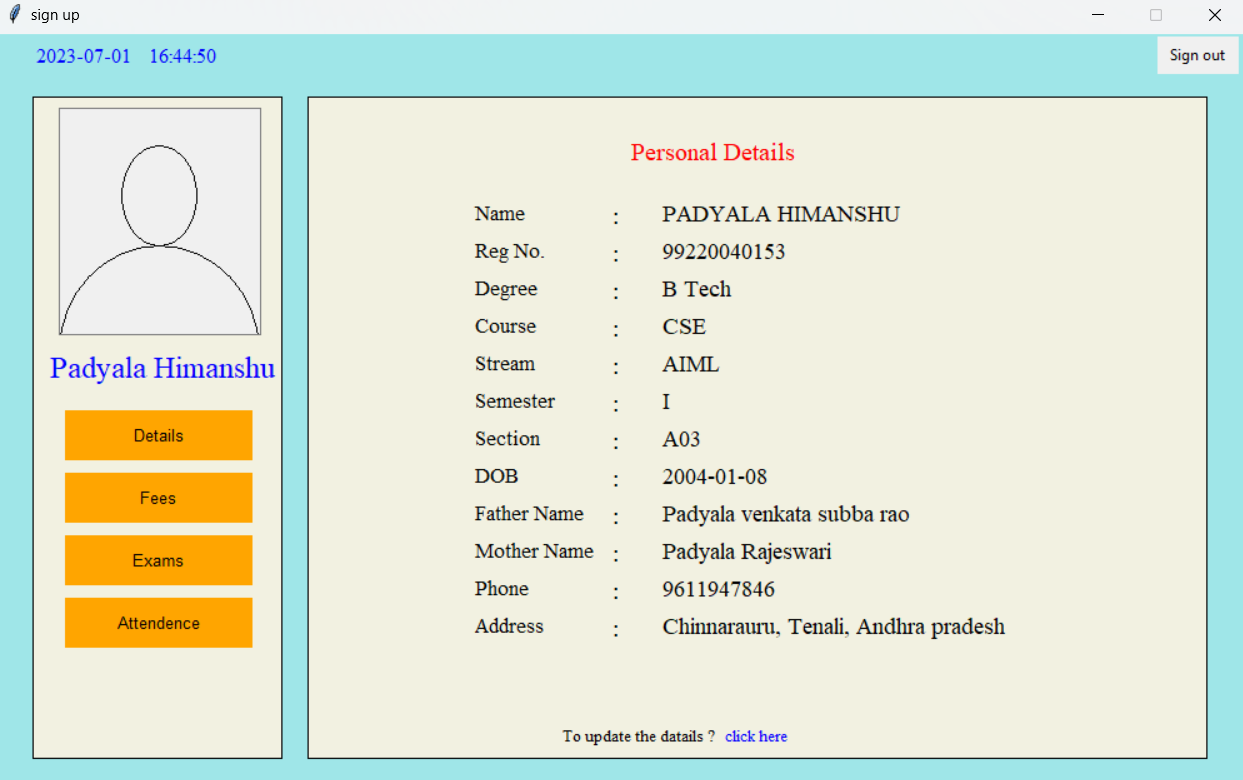 sign up
2023-07-01 16:44:50
Sign out
Padyala Himanshu
Details
Fees
Exams
Attendence
Personal Details
Name : PADYALA HIMANSHU
Reg No. : 99220040153
Degree : B Tech
Course : CSE
Stream : AIML
Semester : I
Section : A03
DOB : 2004-01-08
Father Name : Padyala venkata subba rao
Mother Name : Padyala Rajeswari
Phone : 9611947846
Address : Chinnarauru, Tenali, Andhra pradesh
To update the datails ? click here